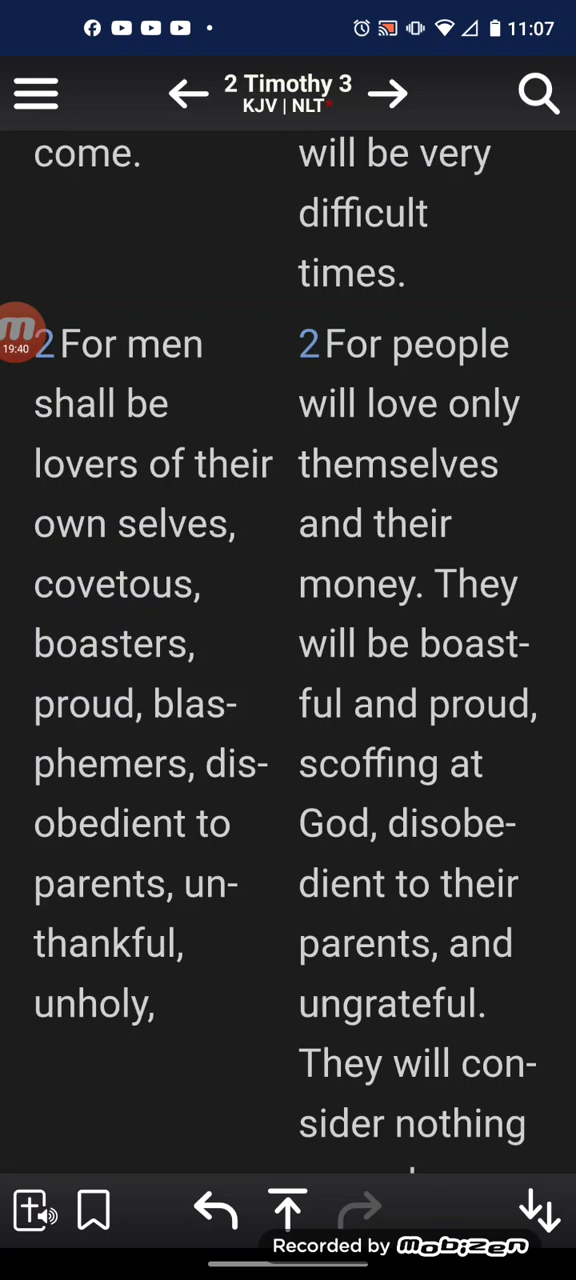 11:07
2 Timothy 3
KJV | NLT*
come.
2 For men
shall be
lovers of their
own selves,
covetous,
boasters,
proud, blas-
phemers, dis-
obedient to
parents, un-
thankful,
unholy,
will be very
difficult
times.
2 For people
will love only
themselves
and their
money. They
will be boast-
ful and proud,
scoffing at
God, disobe-
dient to their
parents, and
ungrateful.
They will con-
sider nothing
19:40
Recorded by mobizen